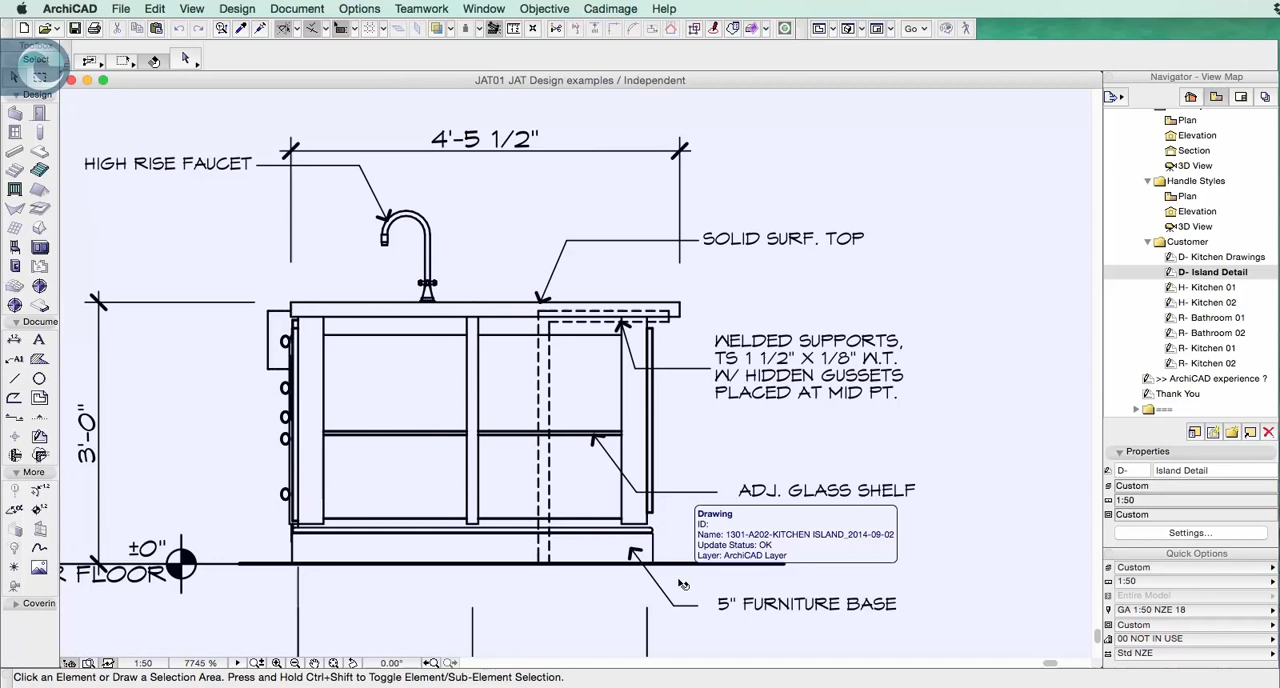 ArchiCAD File Edit View Design Document Options Teamwork Window Objective Cadimage Help
Go
Toolbox
Select
JAT01 JAT Design examples / Independent
Navigator - View Map
Design
Plan
Elevation
Section
3D View
Handle Styles
Plan
Elevation
3D View
Customer
D- Kitchen Drawings
D- Island Detail
H- Kitchen 01
H- Kitchen 02
R- Bathroom 01
R- Bathroom 02
R- Kitchen 01
R- Kitchen 02
>> ArchiCAD experience ?
Thank You
===
4'-5 1/2"
HIGH RISE FAUCET
SOLID SURF. TOP
WELDED SUPPORTS,
TS 1 1/2" X 1/8" W.T.
W/ HIDDEN GUSSETS
PLACED AT MID PT.
3'-0"
ADJ. GLASS SHELF
Drawing
ID:
Name: 1301-A202-KITCHEN ISLAND_2014-09-02
Update Status: OK
Layer: ArchiCAD Layer
±0"
R FLOOR
5" FURNITURE BASE
Docume
More
Coverin
Properties
D- Island Detail
Custom
1:50
Custom
Settings...
Quick Options
Custom
1:50
Entire Model
GA 1:50 NZE 18
Custom
00 NOT IN USE
Std NZE
1:50 7745 % 0.00°
Click an Element or Draw a Selection Area. Press and Hold Ctrl+Shift to Toggle Element/Sub-Element Selection.